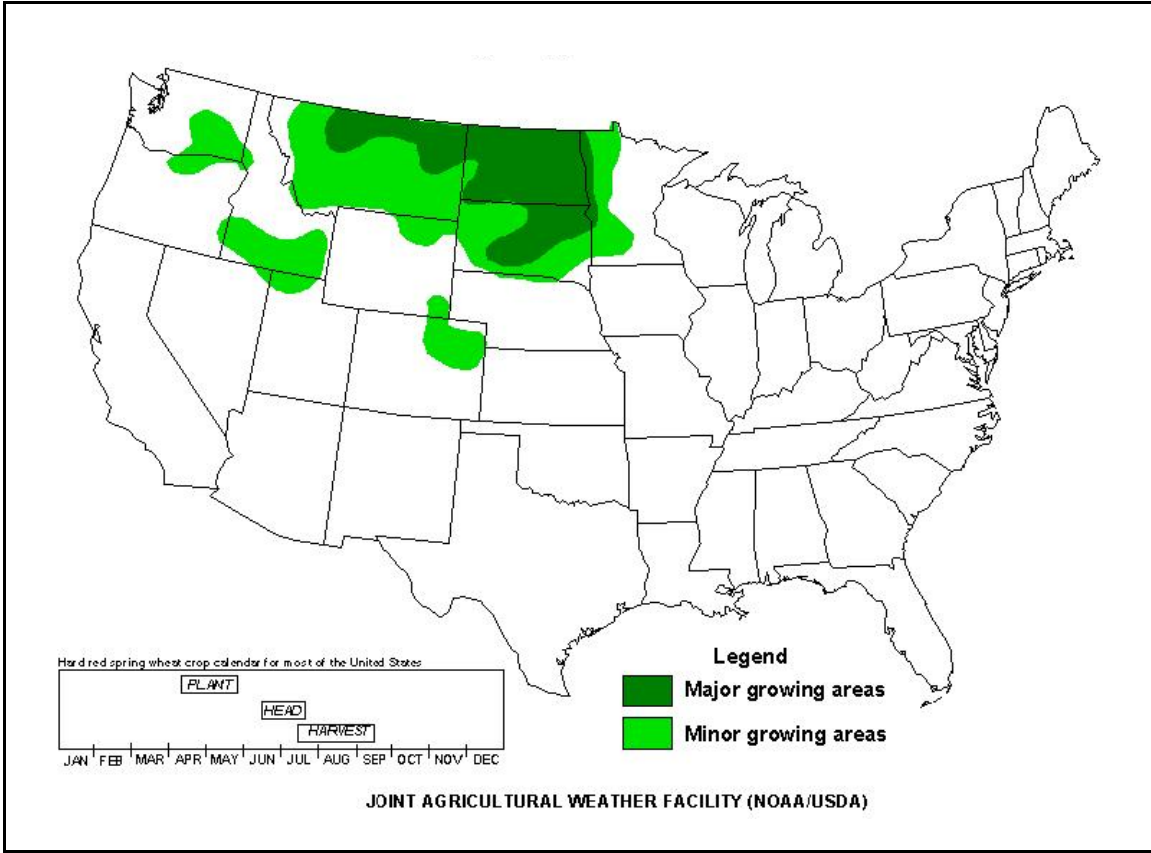 Hard red spring wheat crop calendar for most of the United States
PLANT
HEAD
HARVEST
JAN FEB MAR APR MAY JUN JUL AUG SEP OCT NOV DEC
Legend
Major growing areas
Minor growing areas
JOINT AGRICULTURAL WEATHER FACILITY (NOAA/USDA)